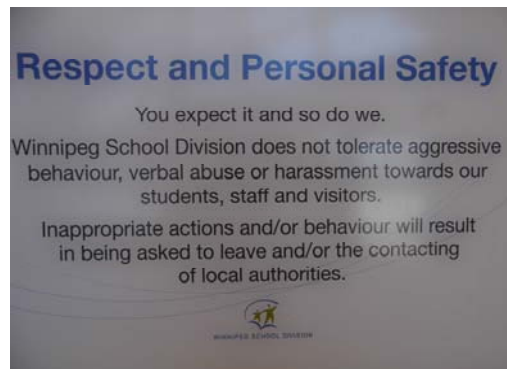 Respect and Personal Safety
You expect it and so do we.
Winnipeg School Division does not tolerate aggressive
behaviour, verbal abuse or harassment towards our
students, staff and visitors.
Inappropriate actions and/or behaviour will result
in being asked to leave and/or the contacting
of local authorities.
WINNIPEG SCHOOL DIVISION